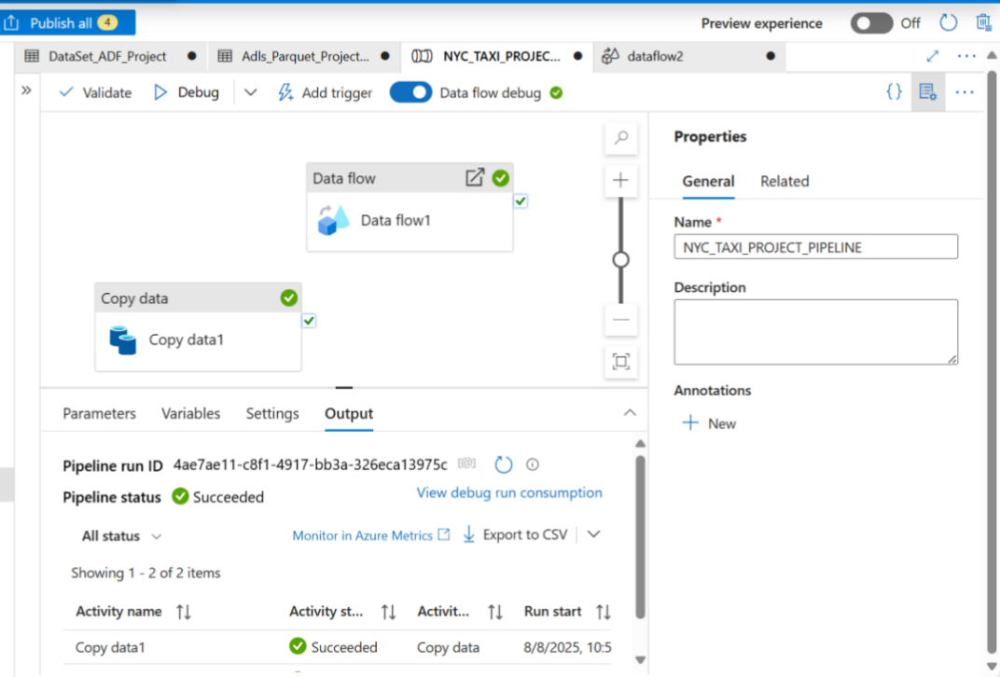 Publish all 4
Preview experience Off
DataSet_ADF_Project Adls_Parquet_Project... NYC_TAXI_PROJEC... dataflow2
Validate Debug Add trigger Data flow debug
Properties
General Related
Name *
NYC_TAXI_PROJECT_PIPELINE
Description
Annotations
New
Data flow
Data flow1
Copy data
Copy data1
Parameters Variables Settings Output
Pipeline run ID 4ae7ae11-c8f1-4917-bb3a-326eca13975c
Pipeline status Succeeded View debug run consumption
All status Monitor in Azure Metrics Export to CSV
Showing 1 - 2 of 2 items
Activity name Activity st... Activit... Run start
Copy data1 Succeeded Copy data 8/8/2025, 10:5